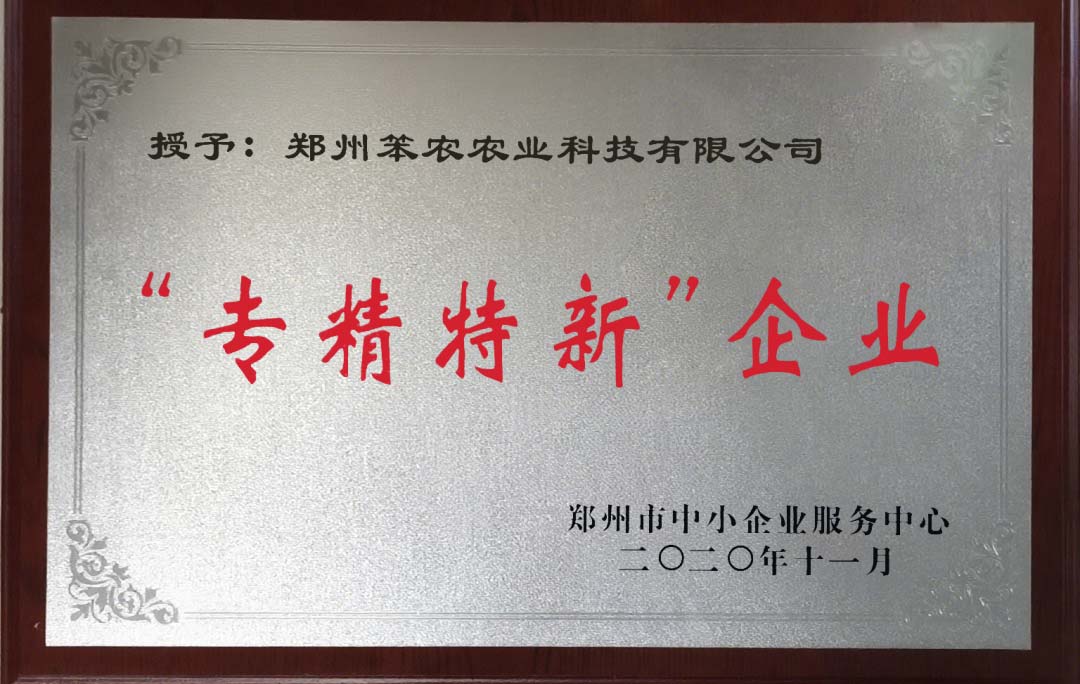 授予：郑州笨农农业科技有限公司
“专精特新”企业
郑州市中小企业服务中心
二〇二〇年十一月